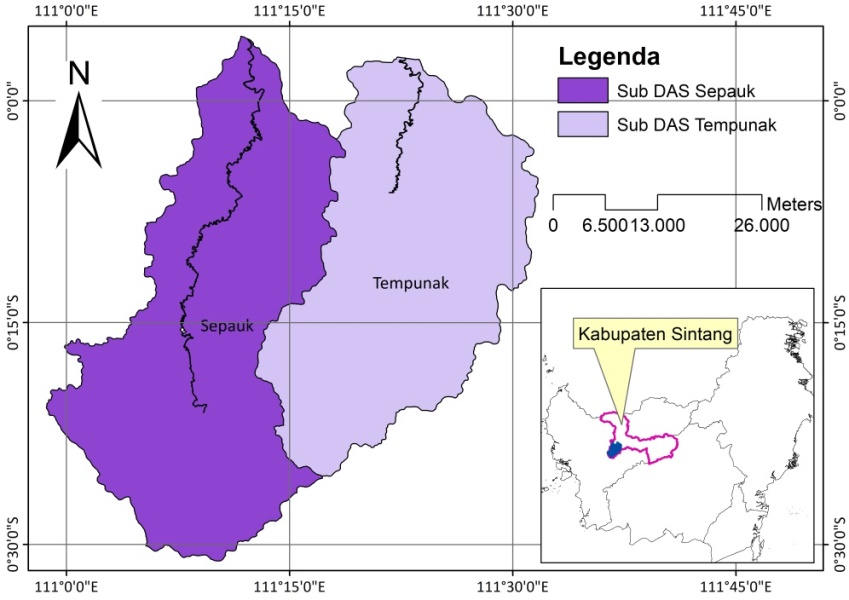 111°0'0"E
111°15'0"E
111°30'0"E
111°45'0"E
N
Legenda
Sub DAS Sepauk
Sub DAS Tempunak
0°0'0"
0°0'0"
Meters
0 6.500 13.000 26.000
Tempunak
Sepauk
0°15'0"S
0°15'0"S
Kabupaten Sintang
0°30'0"S
0°30'0"S
111°0'0"E
111°15'0"E
111°30'0"E
111°45'0"E